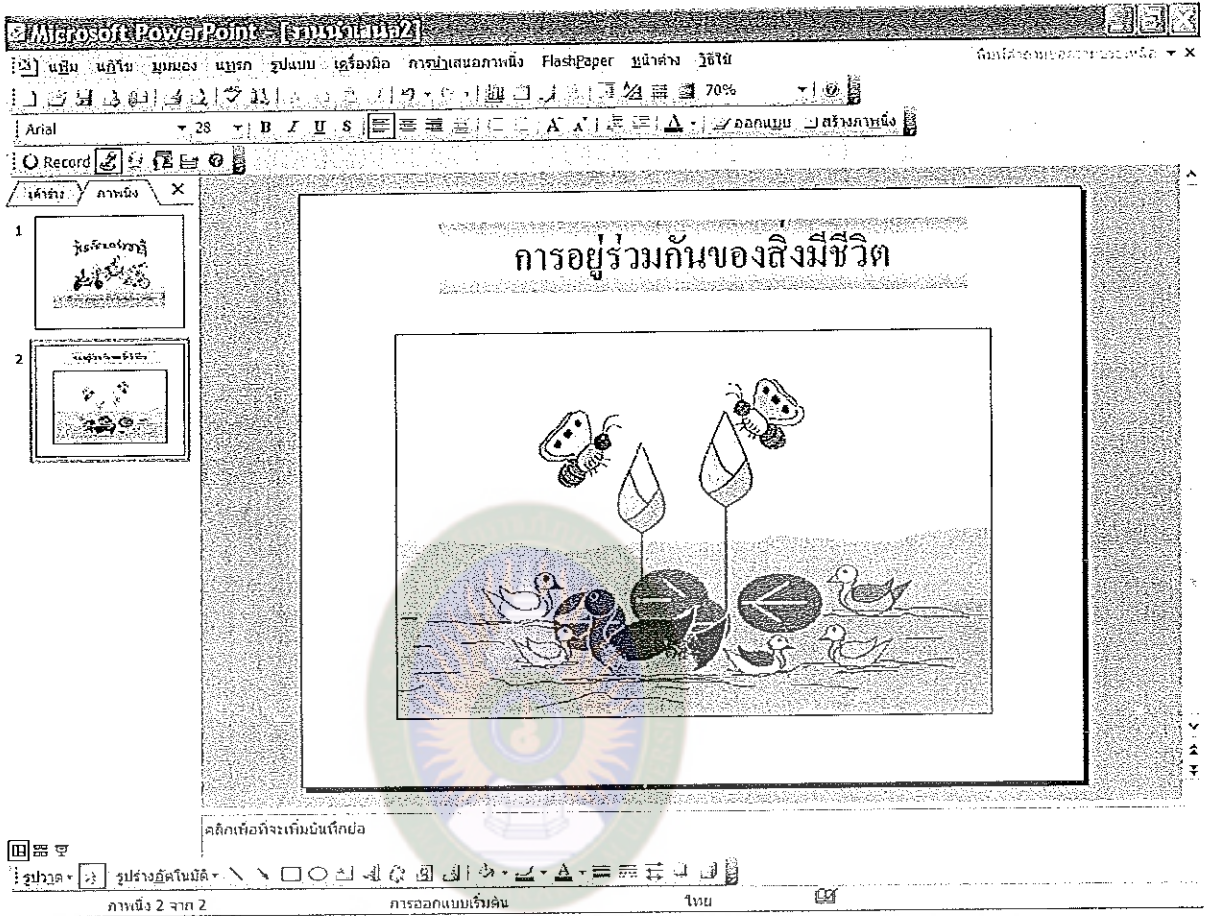 Microsoft PowerPoint - [งานนำเสนอ2]
แฟ้ม แก้ไข มุมมอง แทรก รูปแบบ เครื่องมือ การนำเสนอภาพนิ่ง FlashPaper หน้าต่าง วิธีใช้
70%
Arial 28 B I U S A A A ออกแบบ สร้างภาพนิ่ง
Record
เค้าร่าง ภาพนิ่ง
1
2
การอยู่ร่วมกันของสิ่งมีชีวิต
คลิกเพื่อที่จะเพิ่มบันทึกย่อ
รูปวาด รูปร่างอัตโนมัติ A
ภาพนิ่ง 2 จาก 2 การออกแบบเริ่มต้น ไทย